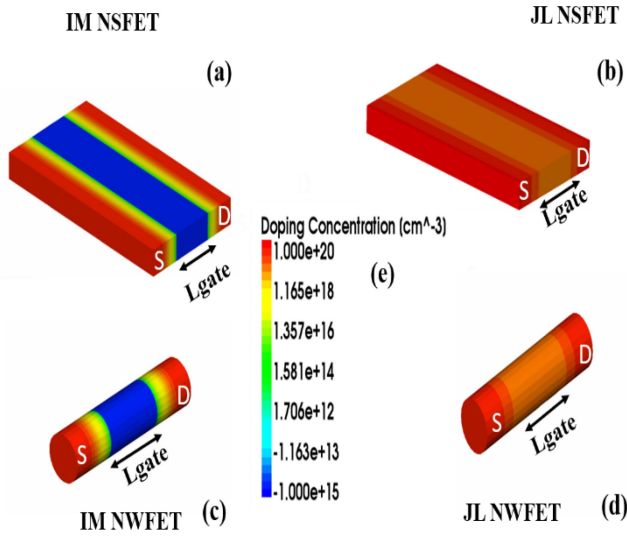 IM NSFET
JL NSFET
(a)
(b)
S
D
Lgate
S
D
Lgate
Doping Concentration (cm^-3)
(e)
1.000e+20
1.165e+18
1.357e+16
1.581e+14
1.706e+12
-1.163e+13
-1.000e+15
S
D
Lgate
S
D
Lgate
IM NWFET
(c)
JL NWFET
(d)